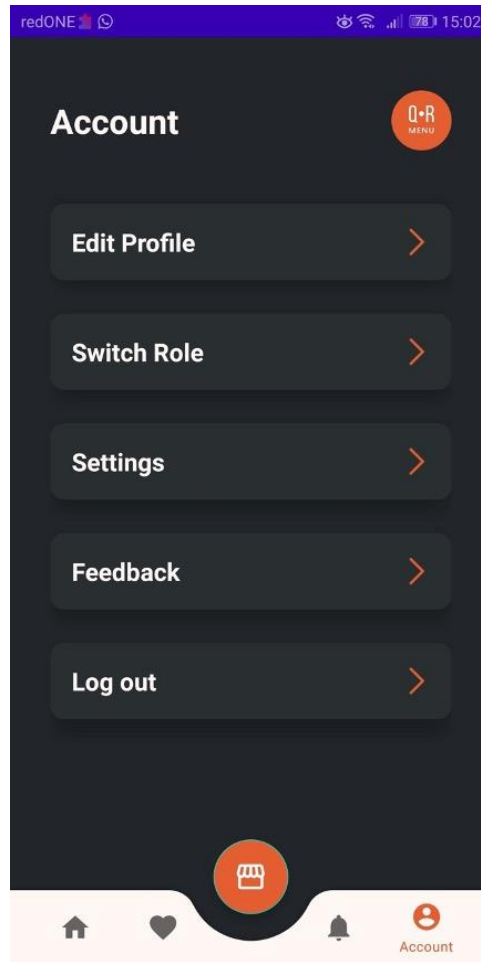 redONE
78 15:02
Account
Q•R
MENU
Edit Profile
Switch Role
Settings
Feedback
Log out
Account